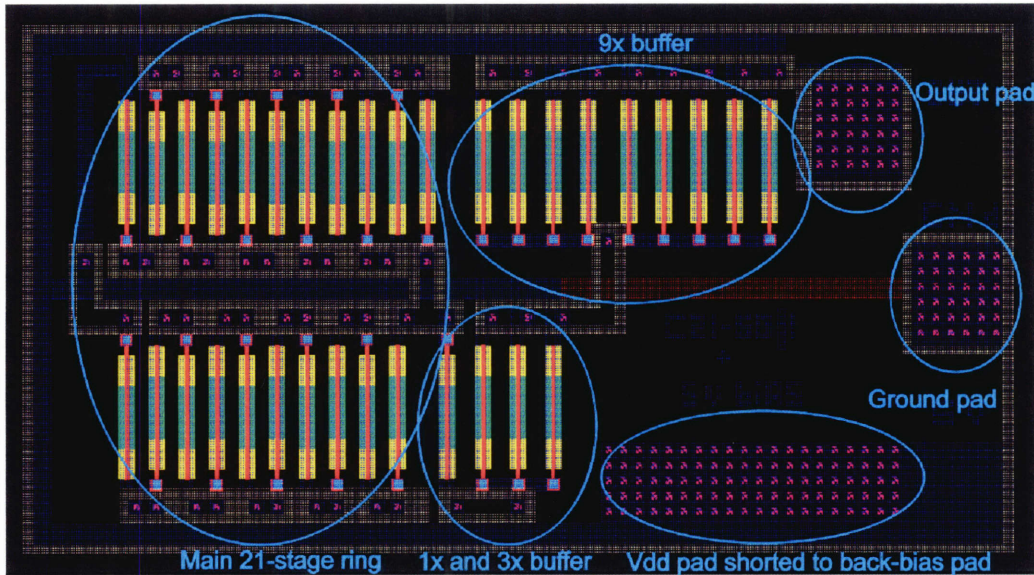 9x buffer
Output pad
Ground pad
Main 21-stage ring
1x and 3x buffer
Vdd pad shorted to back-bias pad